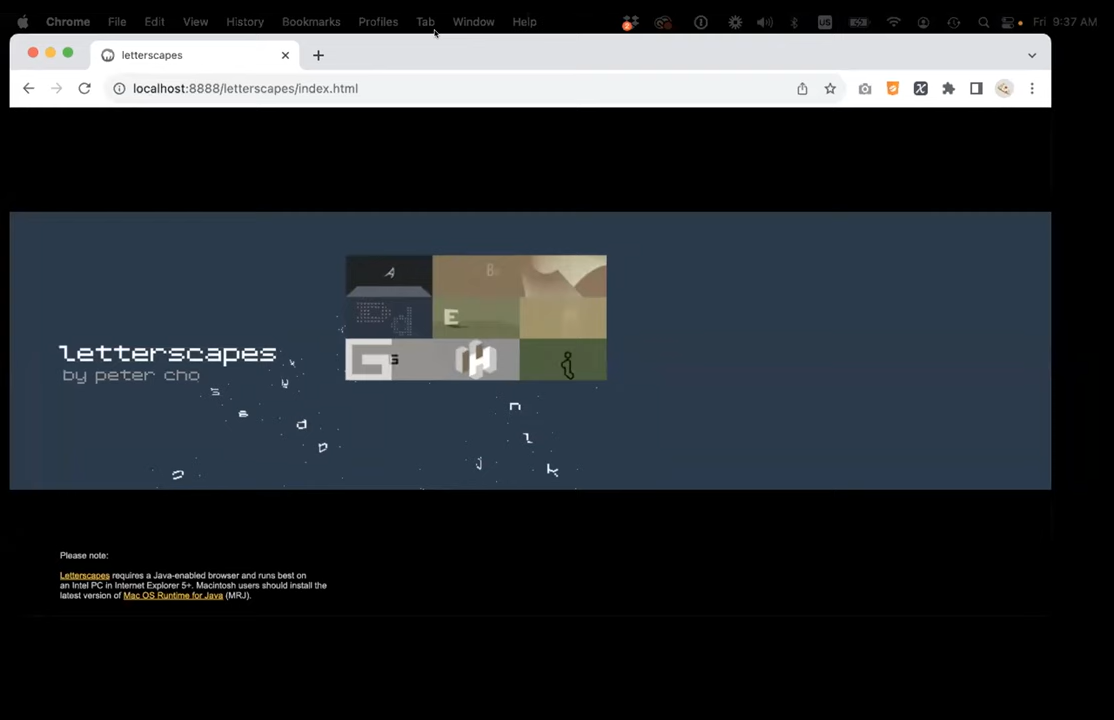 Chrome File Edit View History Bookmarks Profiles Tab Window Help 2 US Fri 9:37 AM
letterscapes
localhost:8888/letterscapes/index.html
A B
D d E
G G H i
letterscapes
by peter cho
s u
e a p
o
n
l
j k
Please note:
Letterscapes requires a Java-enabled browser and runs best on
an Intel PC in Internet Explorer 5+. Macintosh users should install the
latest version of Mac OS Runtime for Java (MRJ).